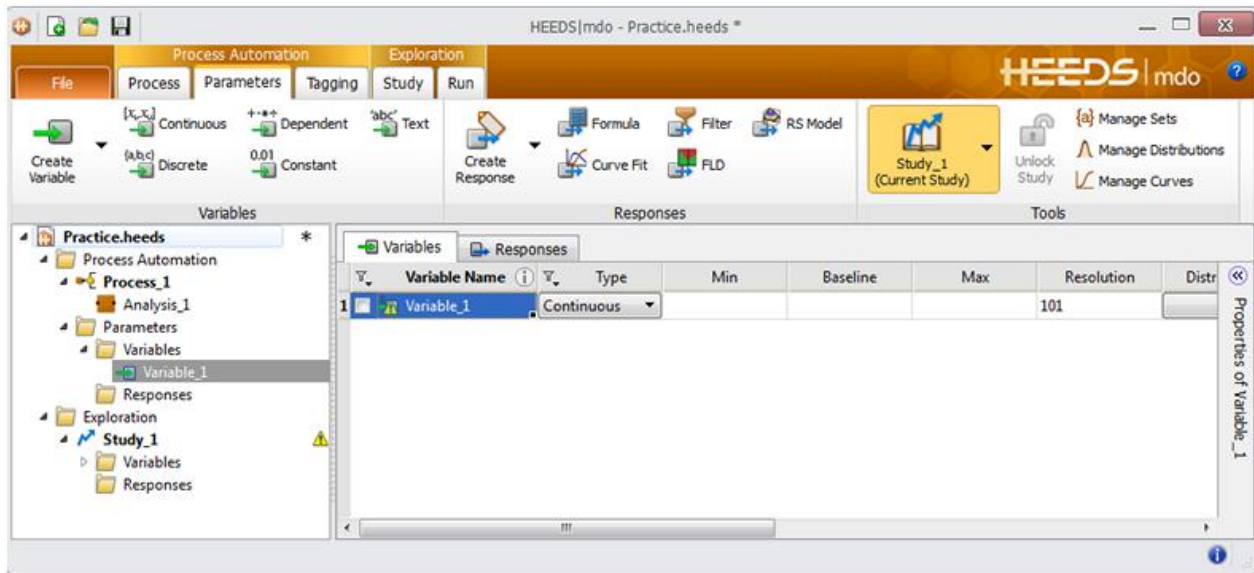 HEEDS|mdo - Practice.heeds *
Process Automation Exploration
File Process Parameters Tagging Study Run
HEEDS | mdo ?
Create Variable
[x,x] Continuous
{a,b,c} Discrete
Dependent
0.01 Constant
'abc' Text
Variables
Create Response
Formula
Curve Fit
Filter
FLD
RS Model
Responses
Study_1
(Current Study)
Unlock Study
{a} Manage Sets
Manage Distributions
Manage Curves
Tools
Practice.heeds *
Process Automation
Process_1
Analysis_1
Parameters
Variables
Variable_1
Responses
Exploration
Study_1
Variables
Responses
Variables Responses
Variable Name Type Min Baseline Max Resolution Distr
1 Variable_1 Continuous 101
Properties of Variable_1